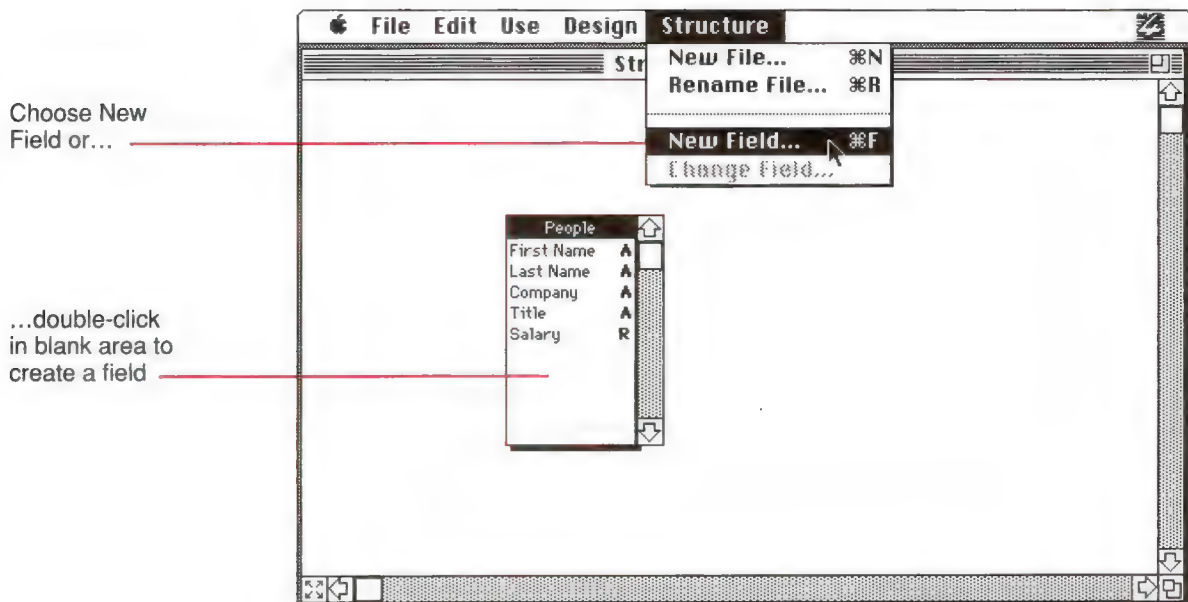 File Edit Use Design Structure
Str
New File... ⌘N
Rename File... ⌘R
New Field... ⌘F
Change Field...
Choose New
Field or...
People
First Name A
Last Name A
Company A
Title A
Salary R
...double-click
in blank area to
create a field